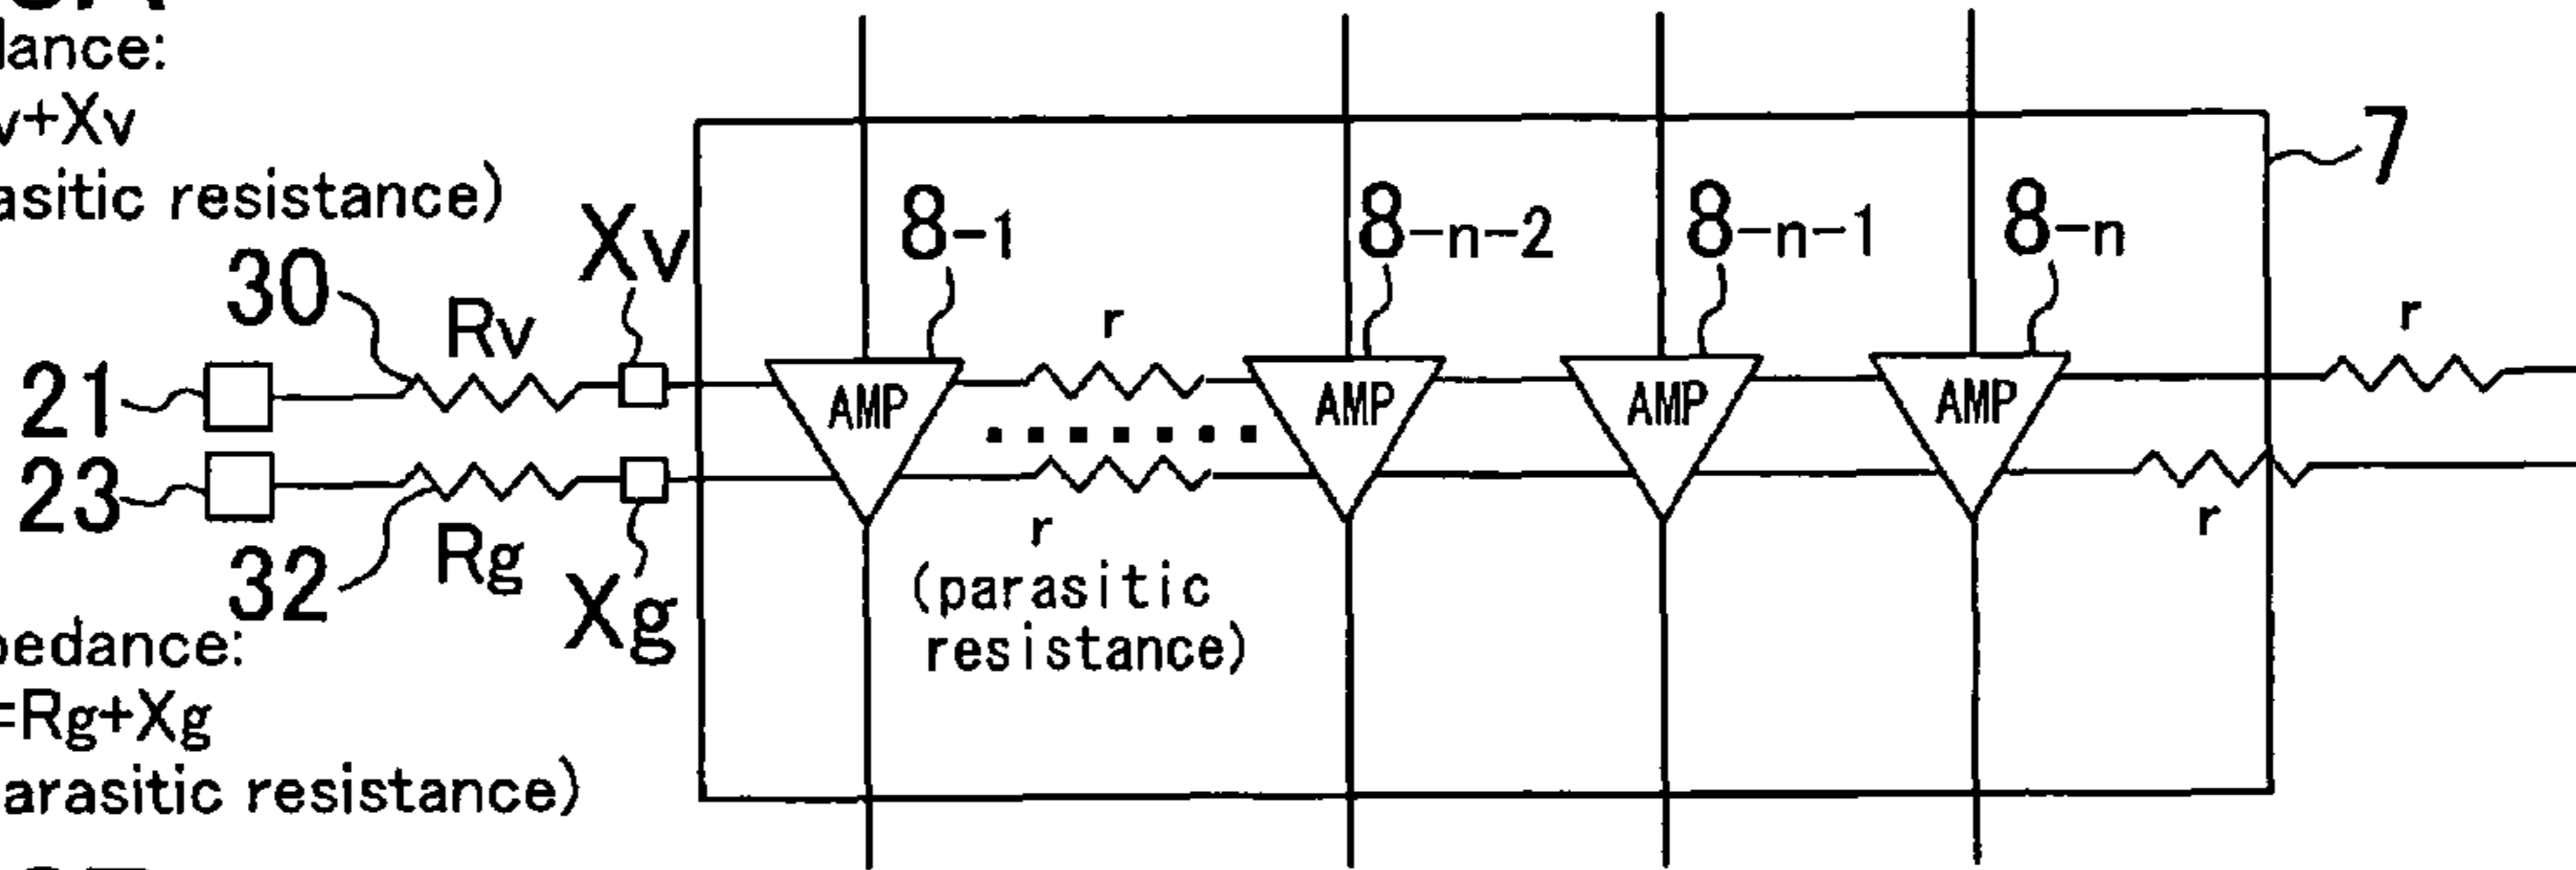 dance:
v+Xv
asitic resistance)
30
Rv
Xv
8-1
8-n-2
8-n-1
8-n
7
21
r
r
AMP
AMP
AMP
AMP
23
32
Rg
Xg
r
(parasitic
resistance)
r
pedance:
=Rg+Xg
arasitic resistance)